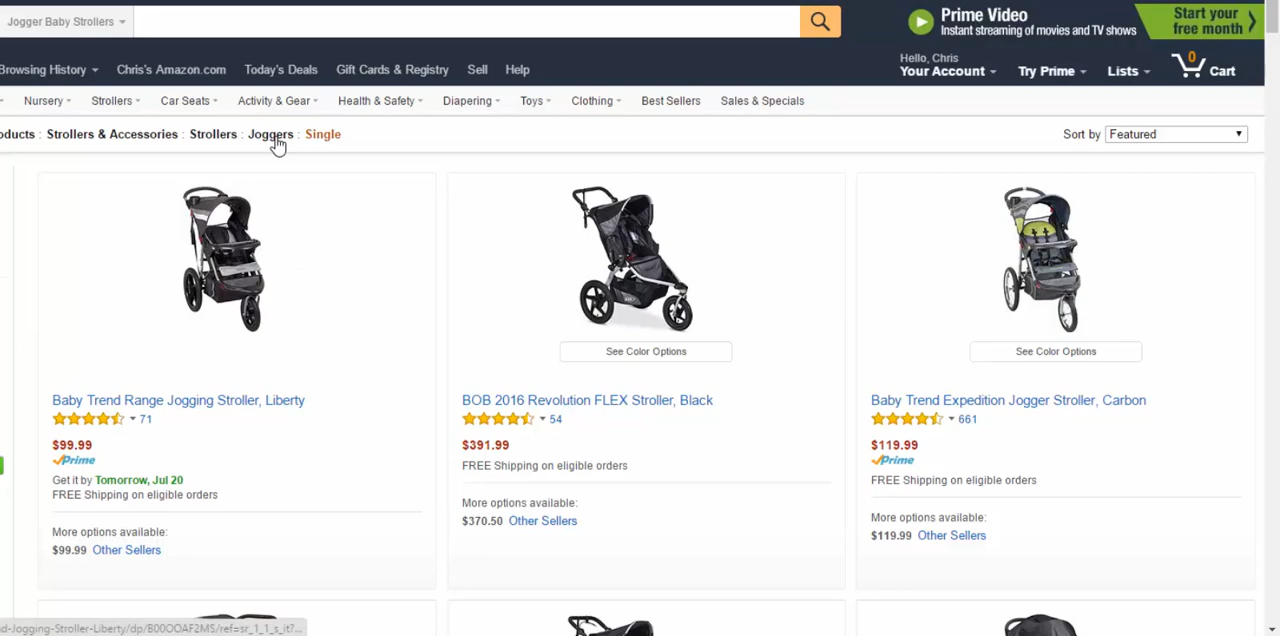 Jogger Baby Strollers
Prime Video
Instant streaming of movies and TV shows
Start your
free month
Browsing History
Chris's Amazon.com
Today's Deals
Gift Cards & Registry
Sell
Help
Hello, Chris
Your Account
Try Prime
Lists
0
Cart
Nursery
Strollers
Car Seats
Activity & Gear
Health & Safety
Diapering
Toys
Clothing
Best Sellers
Sales & Specials
oducts : Strollers & Accessories : Strollers : Joggers : Single
Sort by Featured
Baby Trend Range Jogging Stroller, Liberty
71
$99.99
Prime
Get it by Tomorrow, Jul 20
FREE Shipping on eligible orders
More options available:
$99.99 Other Sellers
See Color Options
BOB 2016 Revolution FLEX Stroller, Black
54
$391.99
FREE Shipping on eligible orders
More options available:
$370.50 Other Sellers
See Color Options
Baby Trend Expedition Jogger Stroller, Carbon
661
$119.99
Prime
FREE Shipping on eligible orders
More options available:
$119.99 Other Sellers